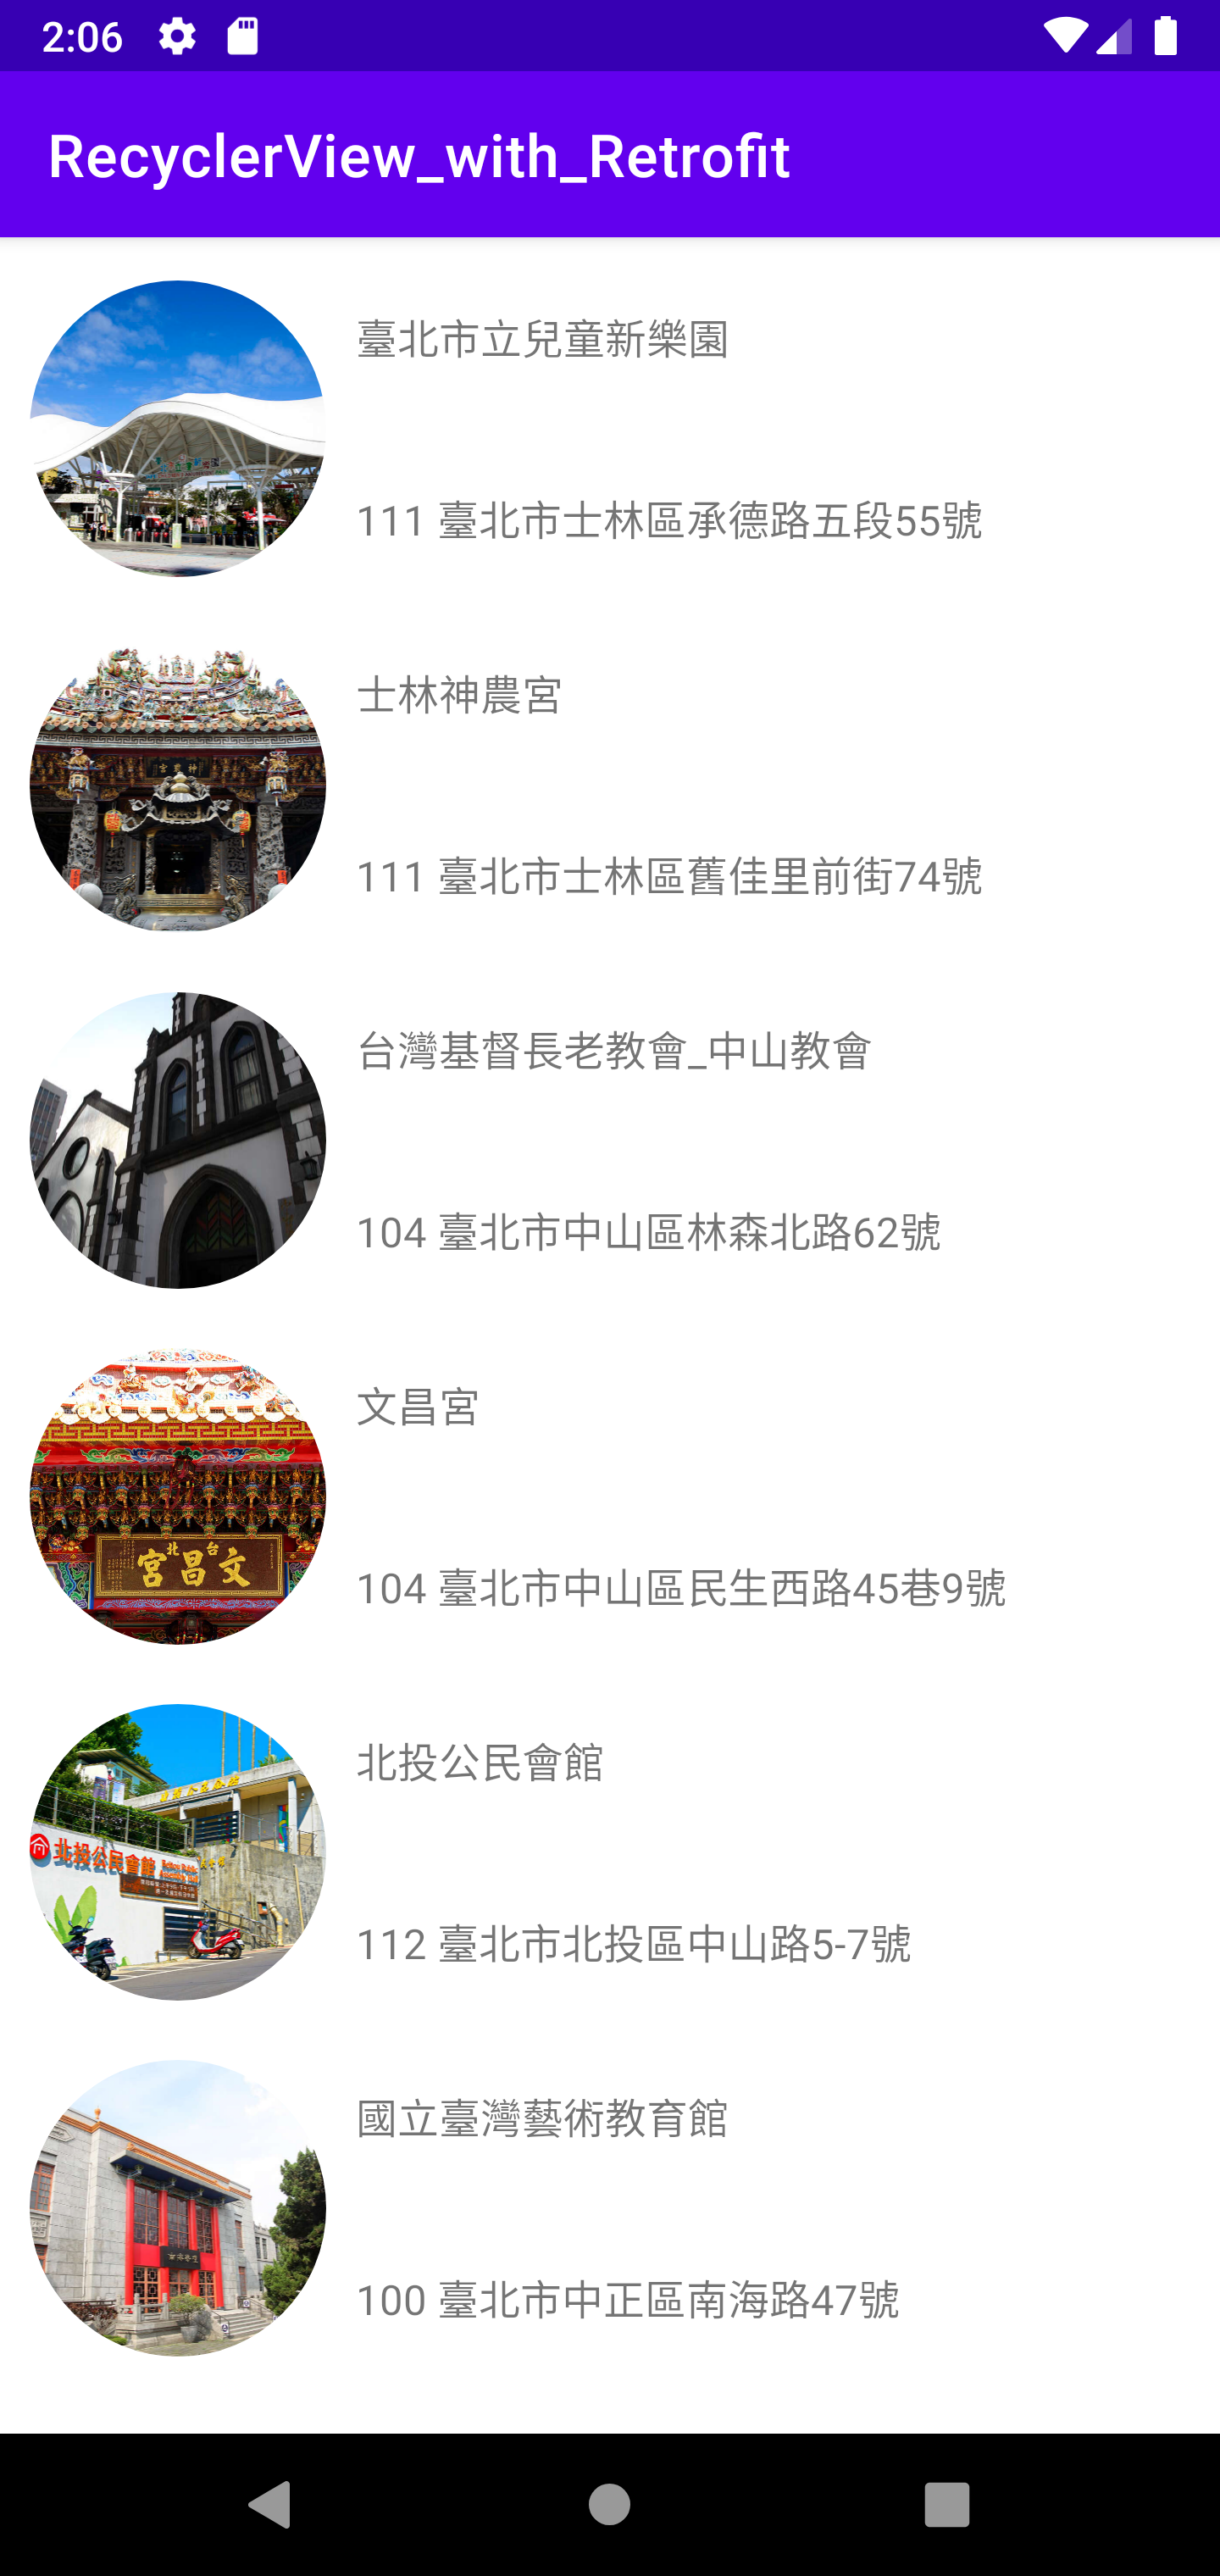 2:06
RecyclerView_with_Retrofit
臺北市立兒童新樂園
111 臺北市士林區承德路五段55號
士林神農宮
神農宮
111 臺北市士林區舊佳里前街74號
台灣基督長老教會_中山教會
104 臺北市中山區林森北路62號
文昌宮
台北
文昌宮
104 臺北市中山區民生西路45巷9號
北投公民會館
北投公民會館
112 臺北市北投區中山路5-7號
國立臺灣藝術教育館
100 臺北市中正區南海路47號